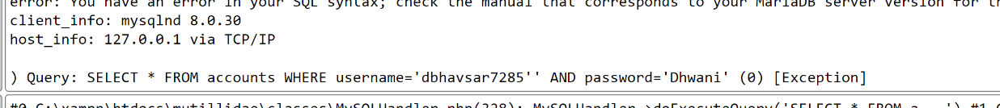 error: You have an error in your SQL syntax; check the manual that corresponds to your MariaDB server version for
client_info: mysqlnd 8.0.30
host_info: 127.0.0.1 via TCP/IP
) Query: SELECT * FROM accounts WHERE username='dbhavsar7285'' AND password='Dhwani' (0) [Exception]
#0 C:\xampp\htdocs\mutillidae\classes\MySQLHandler.php(328): MySQLHandler->doExecuteQuery('SELECT * FROM a...') #1